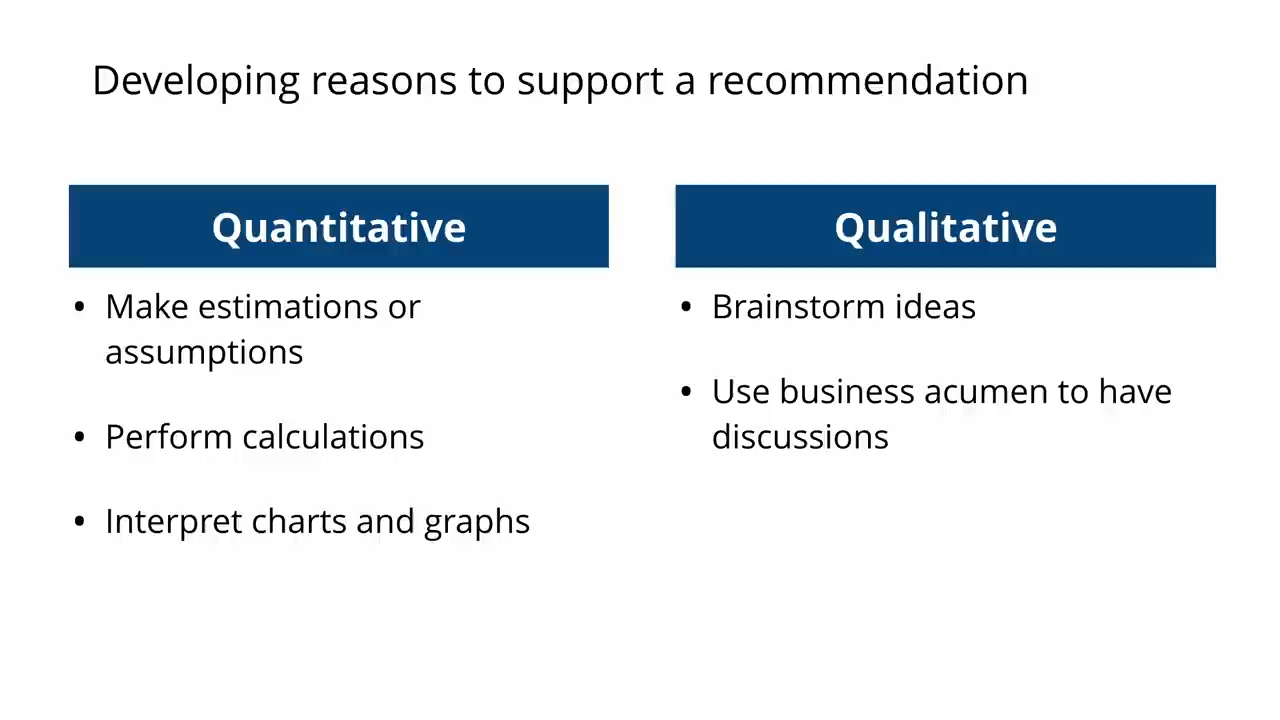 Developing reasons to support a recommendation
Quantitative
• Make estimations or
assumptions
• Perform calculations
• Interpret charts and graphs
Qualitative
• Brainstorm ideas
• Use business acumen to have
discussions